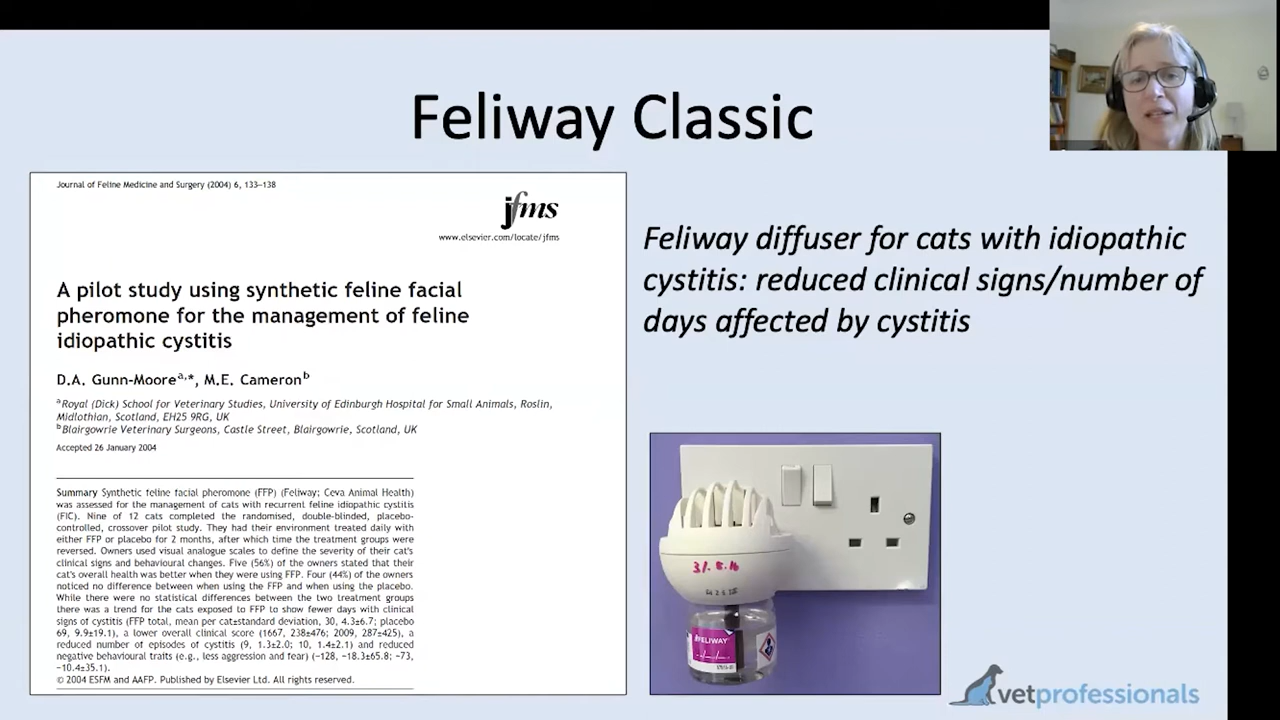 Feliway Classic
Journal of Feline Medicine and Surgery (2004) 6, 133–138
jfms
www.elsevier.com/locate/jfms
A pilot study using synthetic feline facial
pheromone for the management of feline
idiopathic cystitis
D.A. Gunn-Moore a,*, M.E. Cameron b
a Royal (Dick) School for Veterinary Studies, University of Edinburgh Hospital for Small Animals, Roslin,
Midlothian, Scotland, EH25 9RG, UK
b Blairgowrie Veterinary Surgeons, Castle Street, Blairgowrie, Scotland, UK
Accepted 26 January 2004
Summary Synthetic feline facial pheromone (FFP) (Feliway; Ceva Animal Health)
was assessed for the management of cats with recurrent feline idiopathic cystitis
(FIC). Nine of 12 cats completed the randomised, double-blinded, placebo-
controlled, crossover pilot study. They had their environment treated daily with
either FFP or placebo for 2 months, after which time the treatment groups were
reversed. Owners used visual analogue scales to define the severity of their cat's
clinical signs and behavioural changes. Five (56%) of the owners stated that their
cat's overall health was better when they were using FFP. Four (44%) of the owners
noticed no difference between when using the FFP and when using the placebo.
While there were no statistical differences between the two treatment groups
there was a trend for the cats exposed to FFP to show fewer days with clinical
signs of cystitis (FFP total, mean per cat±standard deviation, 30, 4.3±6.7; placebo
69, 9.9±19.1), a lower overall clinical score (1667, 238±476; 2009, 287±425), a
reduced number of episodes of cystitis (9, 1.3±2.0; 10, 1.4±2.1) and reduced
negative behavioural traits (e.g., less aggression and fear) (−128, −18.3±65.8; −73,
−10.4±35.1).
© 2004 ESFM and AAFP. Published by Elsevier Ltd. All rights reserved.
Feliway diffuser for cats with idiopathic
cystitis: reduced clinical signs/number of
days affected by cystitis
FELIWAY
vetprofessionals